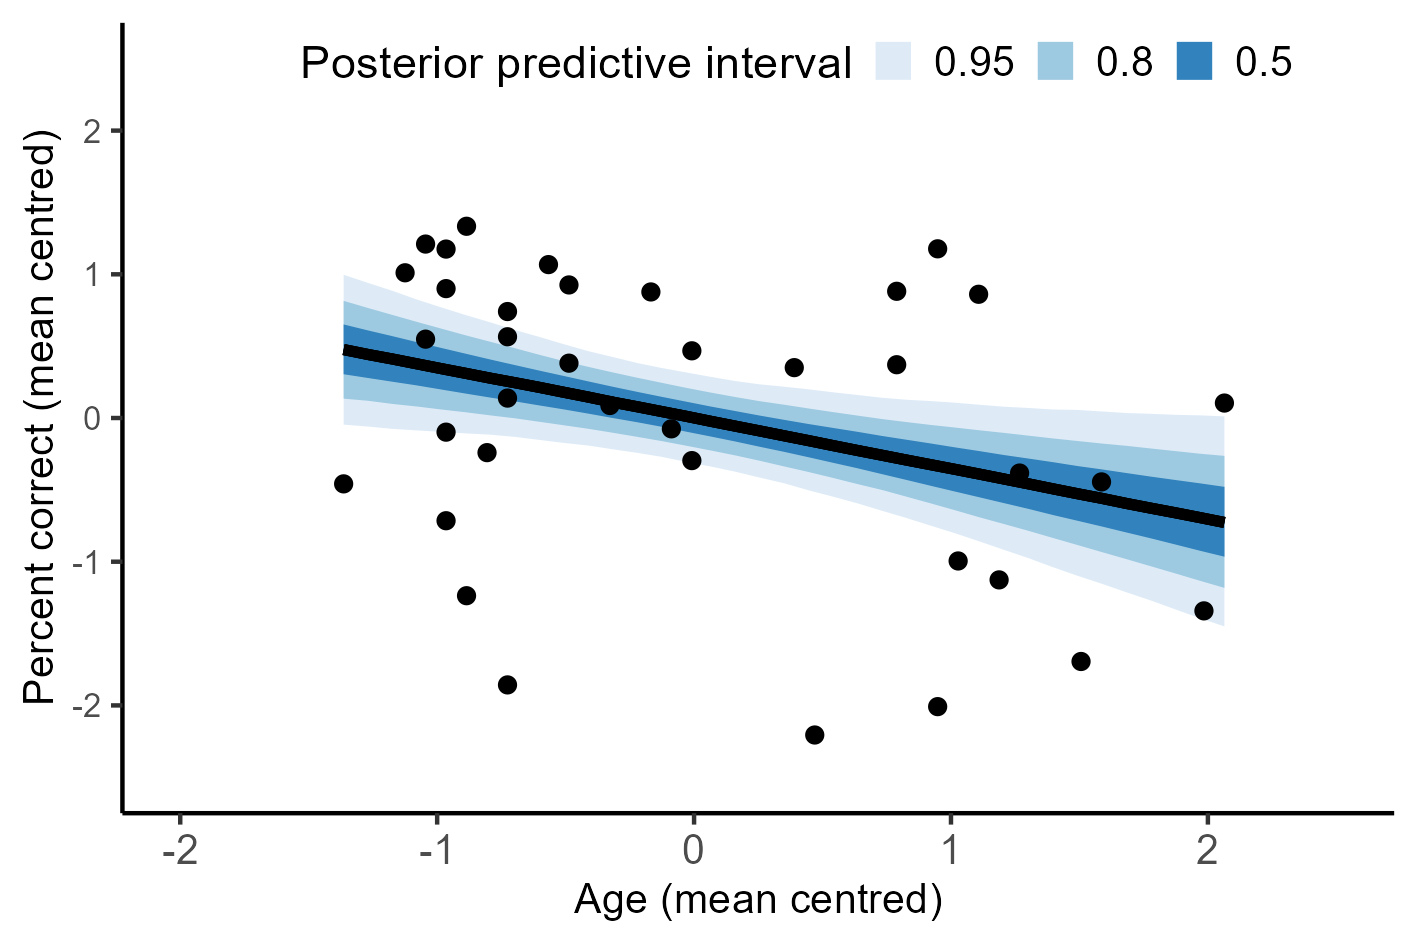 Posterior predictive interval 0.95 0.8 0.5
Percent correct (mean centred)
2
1
0
-1
-2
-2 -1 0 1 2
Age (mean centred)